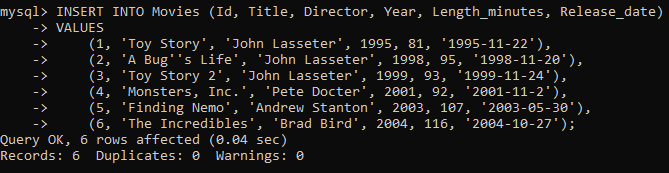 mysql> INSERT INTO Movies (Id, Title, Director, Year, Length_minutes, Release_date)
-> VALUES
-> (1, 'Toy Story', 'John Lasseter', 1995, 81, '1995-11-22'),
-> (2, 'A Bug''s Life', 'John Lasseter', 1998, 95, '1998-11-20'),
-> (3, 'Toy Story 2', 'John Lasseter', 1999, 93, '1999-11-24'),
-> (4, 'Monsters, Inc.', 'Pete Docter', 2001, 92, '2001-11-2'),
-> (5, 'Finding Nemo', 'Andrew Stanton', 2003, 107, '2003-05-30'),
-> (6, 'The Incredibles', 'Brad Bird', 2004, 116, '2004-10-27');
Query OK, 6 rows affected (0.04 sec)
Records: 6  Duplicates: 0  Warnings: 0